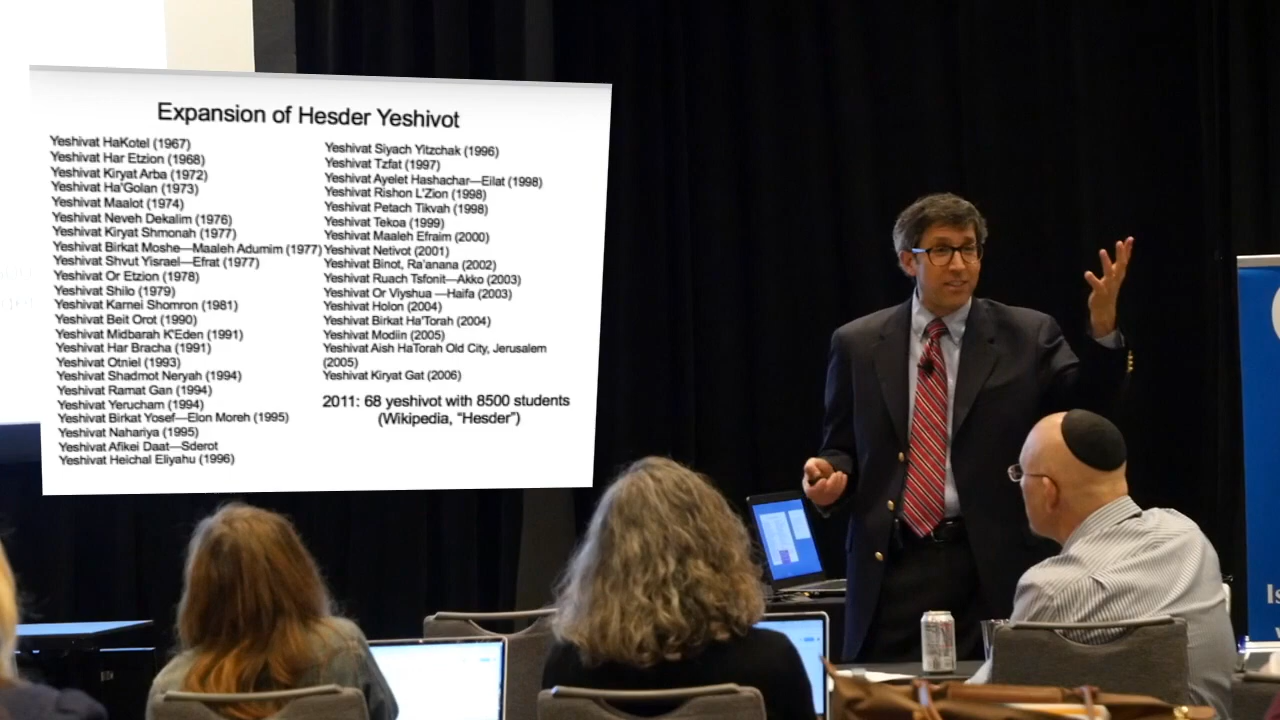 Expansion of Hesder Yeshivot
Yeshivat HaKotel (1967)
Yeshivat Har Etzion (1968)
Yeshivat Kiryat Arba (1972)
Yeshivat Ha'Golan (1973)
Yeshivat Maalot (1974)
Yeshivat Neveh Dekalim (1976)
Yeshivat Kiryat Shmonah (1977)
Yeshivat Birkat Moshe—Maaleh Adumim (1977)
Yeshivat Shvut Yisrael—Efrat (1977)
Yeshivat Or Etzion (1978)
Yeshivat Shilo (1979)
Yeshivat Karnei Shomron (1981)
Yeshivat Beit Orot (1990)
Yeshivat Midbarah K'Eden (1991)
Yeshivat Har Bracha (1991)
Yeshivat Otniel (1993)
Yeshivat Shadmot Neryah (1994)
Yeshivat Ramat Gan (1994)
Yeshivat Yerucham (1994)
Yeshivat Birkat Yosef—Elon Moreh (1995)
Yeshivat Nahariya (1995)
Yeshivat Afikei Daat—Sderot
Yeshivat Heichal Eliyahu (1996)
Yeshivat Siyach Yitzchak (1996)
Yeshivat Tzfat (1997)
Yeshivat Ayelet Hashachar—Eilat (1998)
Yeshivat Rishon L'Zion (1998)
Yeshivat Petach Tikvah (1998)
Yeshivat Tekoa (1999)
Yeshivat Maaleh Efraim (2000)
Yeshivat Netivot (2001)
Yeshivat Binot, Ra'anana (2002)
Yeshivat Ruach Tsfonit—Akko (2003)
Yeshivat Or Viyshua —Haifa (2003)
Yeshivat Holon (2004)
Yeshivat Birkat Ha'Torah (2004)
Yeshivat Modiin (2005)
Yeshivat Aish HaTorah Old City, Jerusalem
(2005)
Yeshivat Kiryat Gat (2006)
2011: 68 yeshivot with 8500 students
(Wikipedia, “Hesder”)